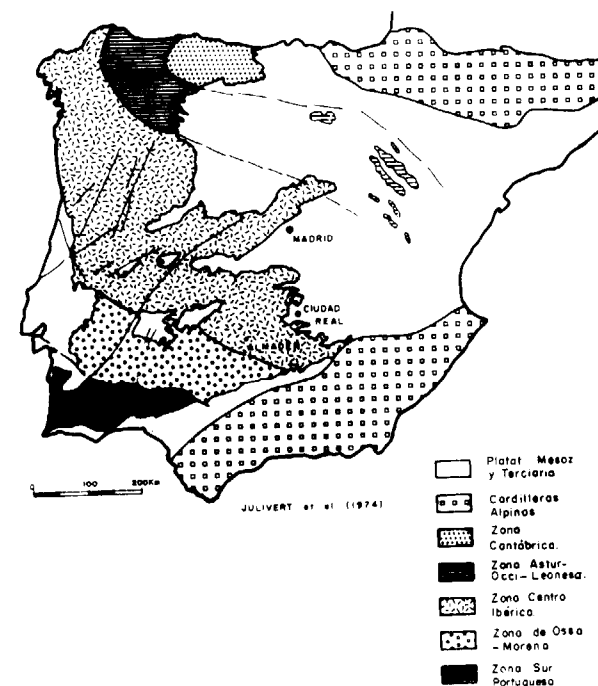 MADRID
CIUDAD
REAL
ALMADEN
0 100 200Km
JULIVERT et al (1974)
Platat Mesoz
y Terciaria
Cordilleras
Alpinas
Zona
Cantábrica.
Zona Astur-
Occi-Leonesa.
Zona Centro
Ibérica.
Zona de Ossa
- Morena
Zona Sur
Portuguesa